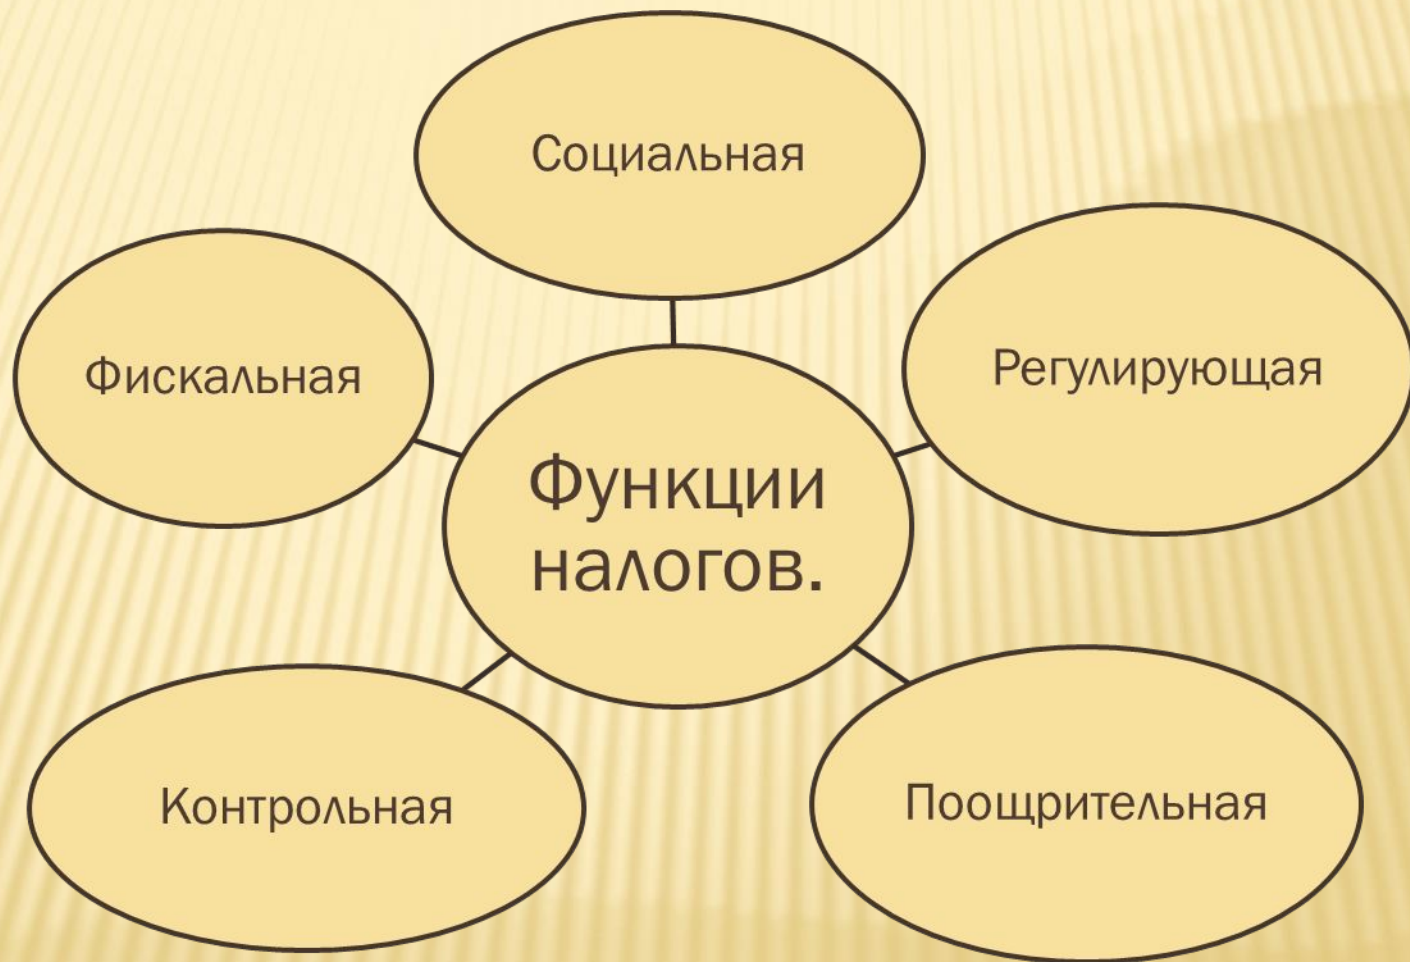 Социальная
Фискальная
Регулирующая
Функции
налогов.
Контрольная
Поощрительная